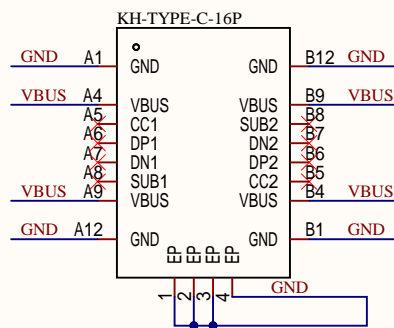 KH-TYPE-C-16P
GND A1 GND GND B12 GND
VBUS A4 VBUS VBUS B9 VBUS
A5 CC1 SUB2 B8
A6 DP1 DN2 B7
A7 DN1 DP2 B6
A8 SUB1 CC2 B5
VBUS A9 VBUS VBUS B4 VBUS
GND A12 GND GND B1 GND
EP EP EP EP
1 2 3 4 GND